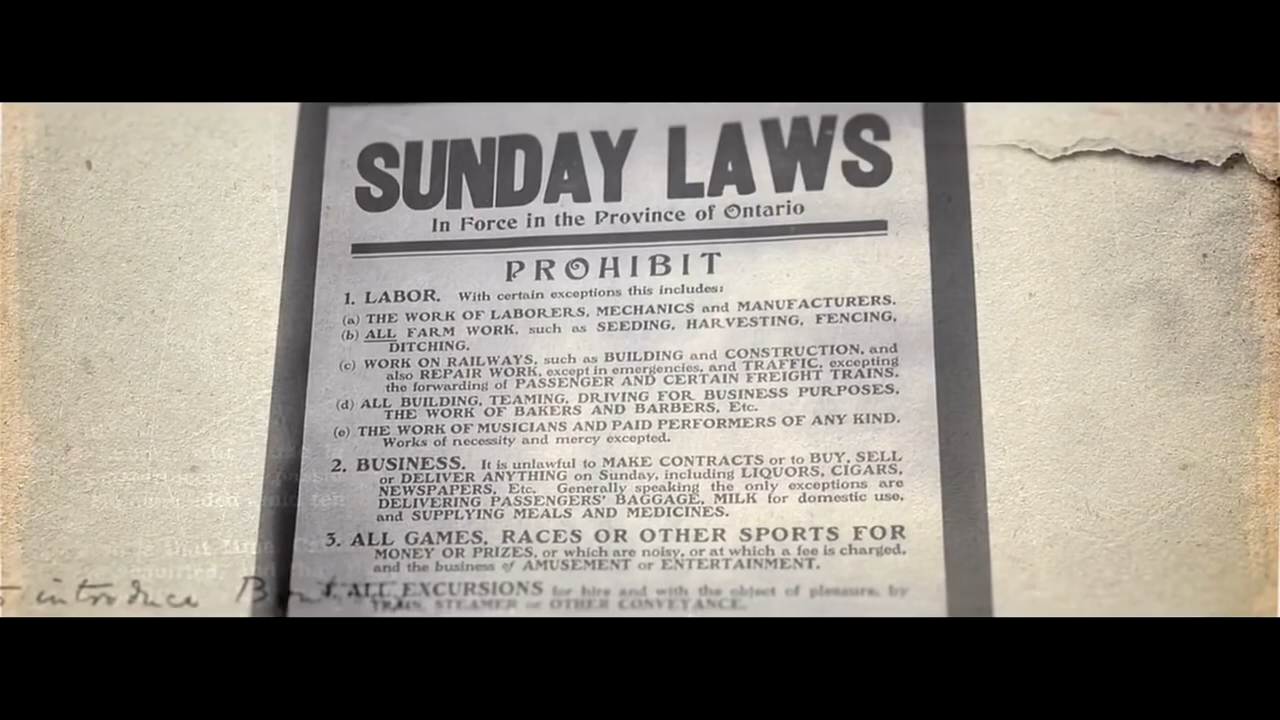 SUNDAY LAWS
In Force in the Province of Ontario
PROHIBIT
1. LABOR. With certain exceptions this includes:
(a) THE WORK OF LABORERS, MECHANICS and MANUFACTURERS.
(b) ALL FARM WORK, such as SEEDING, HARVESTING, FENCING,
DITCHING.
(c) WORK ON RAILWAYS, such as BUILDING and CONSTRUCTION, and
also REPAIR WORK, except in emergencies, and TRAFFIC, excepting
the forwarding of PASSENGER AND CERTAIN FREIGHT TRAINS.
(d) ALL BUILDING, TEAMING, DRIVING FOR BUSINESS PURPOSES,
THE WORK OF BAKERS AND BARBERS, Etc.
(e) THE WORK OF MUSICIANS AND PAID PERFORMERS OF ANY KIND.
Works of necessity and mercy excepted.
2. BUSINESS. It is unlawful to MAKE CONTRACTS or to BUY, SELL
or DELIVER ANYTHING on Sunday, including LIQUORS, CIGARS,
NEWSPAPERS, Etc. Generally speaking the only exceptions are
DELIVERING PASSENGERS' BAGGAGE, MILK for domestic use,
and SUPPLYING MEALS AND MEDICINES.
3. ALL GAMES, RACES OR OTHER SPORTS FOR
MONEY OR PRIZES, or which are noisy, or at which a fee is charged,
and the business of AMUSEMENT or ENTERTAINMENT.
ALL EXCURSIONS for hire and with the object of pleasure, by
TRAIN, STEAMER or OTHER CONVEYANCE.
introduce